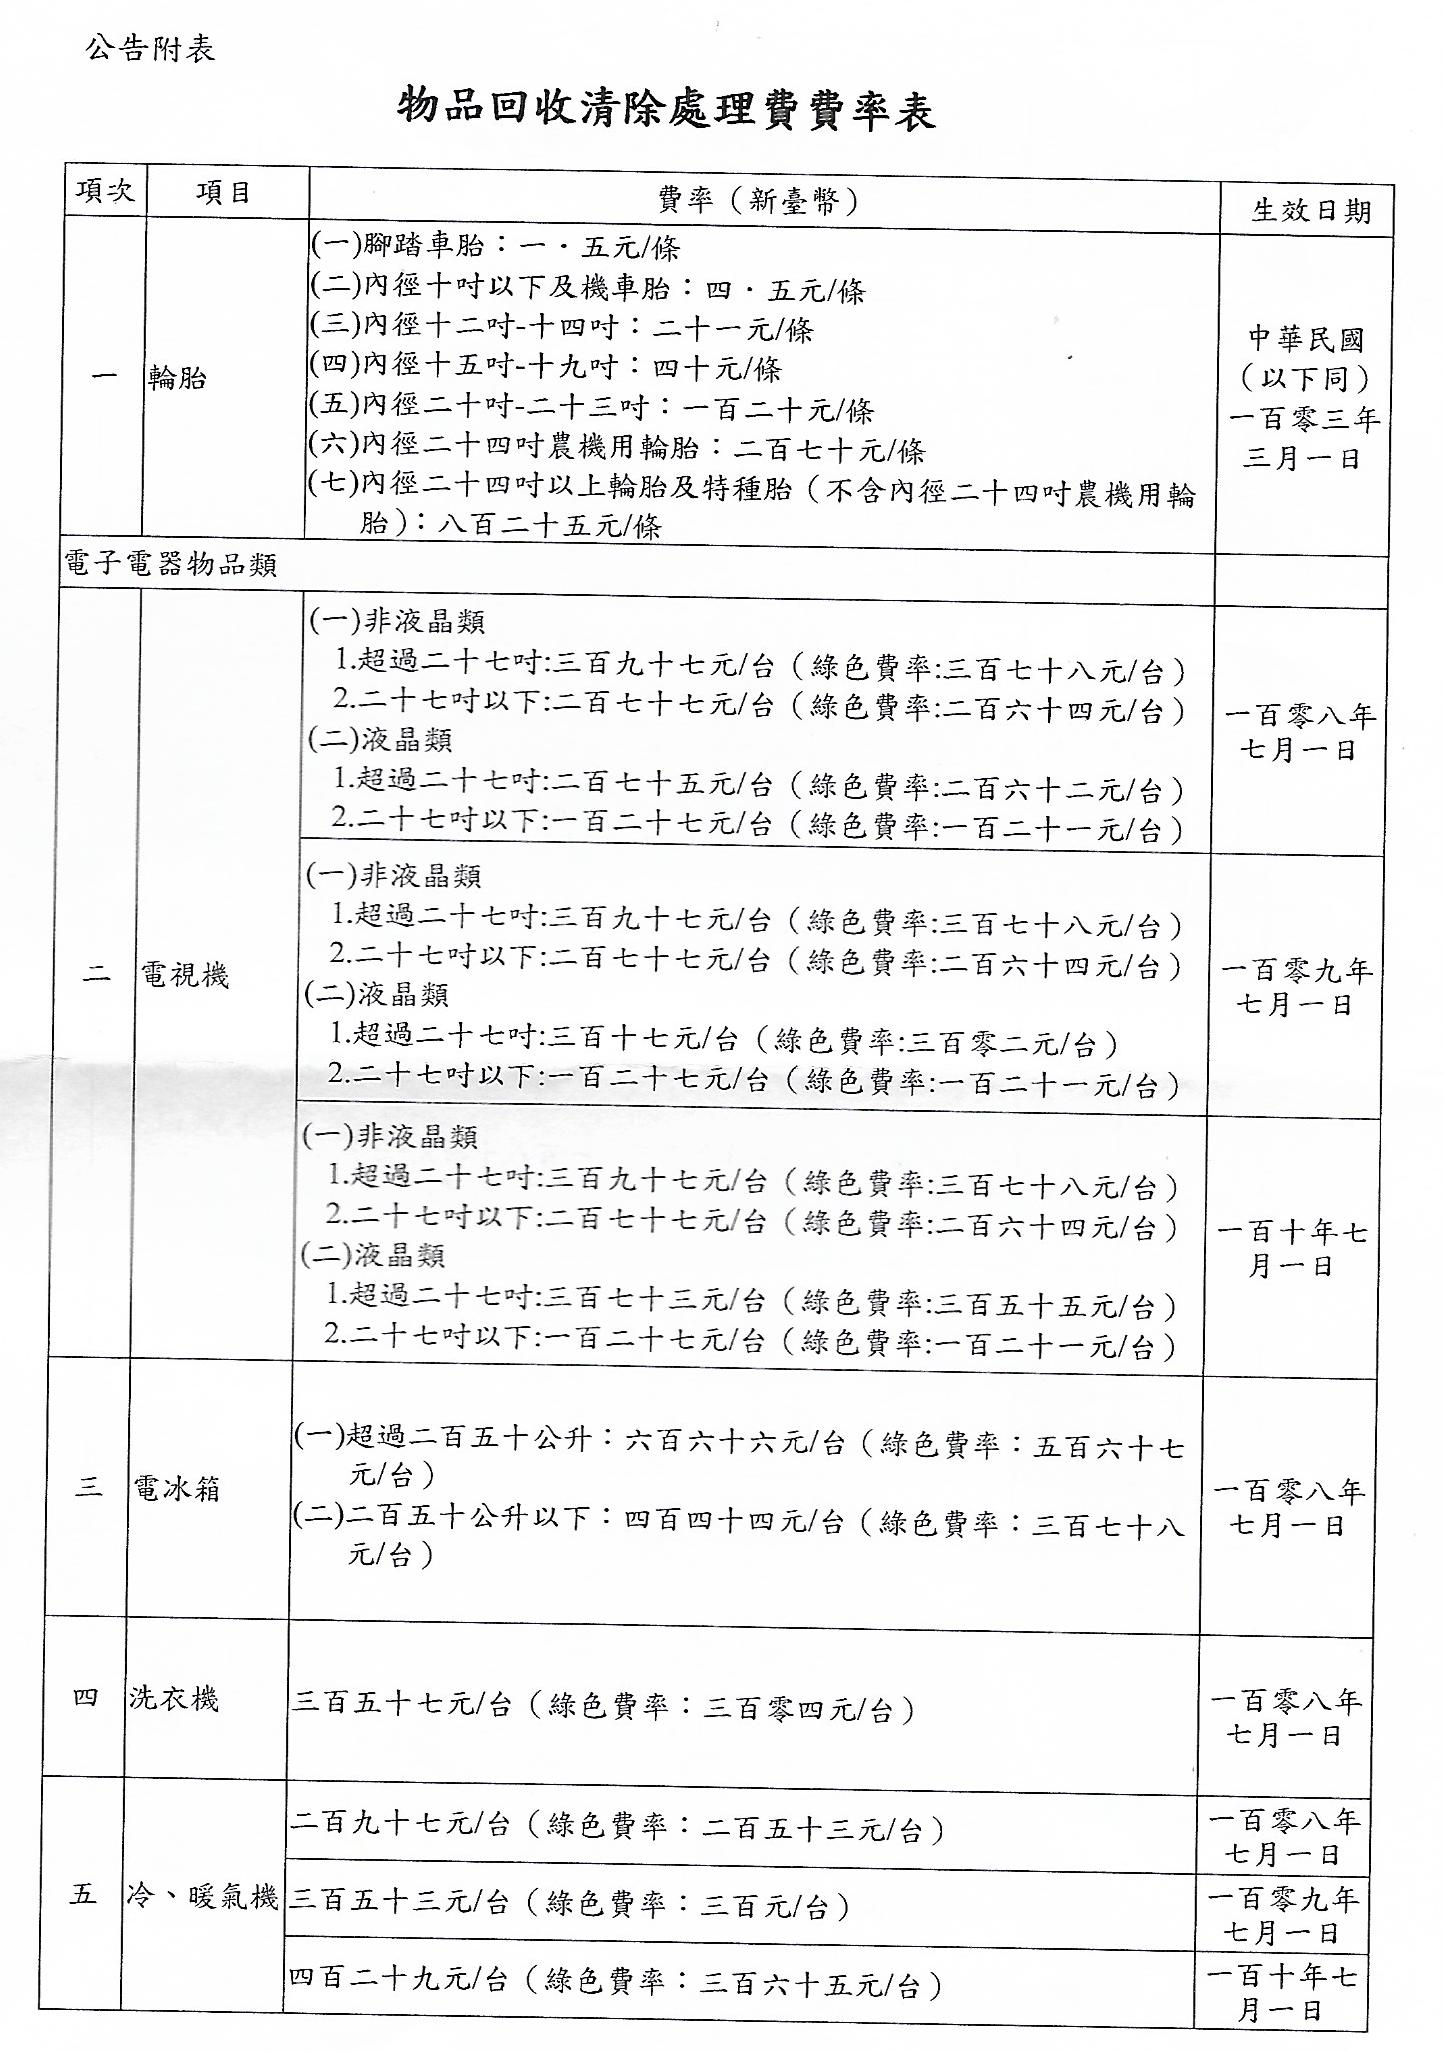 公告附表
物品回收清除處理費費率表
項次 項目 費率（新臺幣） 生效日期
一 輪胎
(一)腳踏車胎：一．五元/條
(二)內徑十吋以下及機車胎：四．五元/條
(三)內徑十二吋-十四吋：二十一元/條
(四)內徑十五吋-十九吋：四十元/條
(五)內徑二十吋-二十三吋：一百二十元/條
(六)內徑二十四吋農機用輪胎：二百七十元/條
(七)內徑二十四吋以上輪胎及特種胎（不含內徑二十四吋農機用輪
胎）：八百二十五元/條
中華民國
（以下同）
一百零三年
三月一日
電子電器物品類
二 電視機
(一)非液晶類
1.超過二十七吋:三百九十七元/台（綠色費率:三百七十八元/台）
2.二十七吋以下:二百七十七元/台（綠色費率:二百六十四元/台）
(二)液晶類
1.超過二十七吋:二百七十五元/台（綠色費率:二百六十二元/台）
2.二十七吋以下:一百二十七元/台（綠色費率:一百二十一元/台）
一百零八年
七月一日
(一)非液晶類
1.超過二十七吋:三百九十七元/台（綠色費率:三百七十八元/台）
2.二十七吋以下:二百七十七元/台（綠色費率:二百六十四元/台）
(二)液晶類
1.超過二十七吋:三百十七元/台（綠色費率:三百零二元/台）
2.二十七吋以下:一百二十七元/台（綠色費率:一百二十一元/台）
一百零九年
七月一日
(一)非液晶類
1.超過二十七吋:三百九十七元/台（綠色費率:三百七十八元/台）
2.二十七吋以下:二百七十七元/台（綠色費率:二百六十四元/台）
(二)液晶類
1.超過二十七吋:三百七十三元/台（綠色費率:三百五十五元/台）
2.二十七吋以下:一百二十七元/台（綠色費率:一百二十一元/台）
一百十年七
月一日
三 電冰箱
(一)超過二百五十公升：六百六十六元/台（綠色費率：五百六十七
元/台）
(二)二百五十公升以下：四百四十四元/台（綠色費率：三百七十八
元/台）
一百零八年
七月一日
四 洗衣機 三百五十七元/台（綠色費率：三百零四元/台）
一百零八年
七月一日
五 冷、暖氣機
二百九十七元/台（綠色費率：二百五十三元/台）
一百零八年
七月一日
三百五十三元/台（綠色費率：三百元/台）
一百零九年
七月一日
四百二十九元/台（綠色費率：三百六十五元/台）
一百十年七
月一日